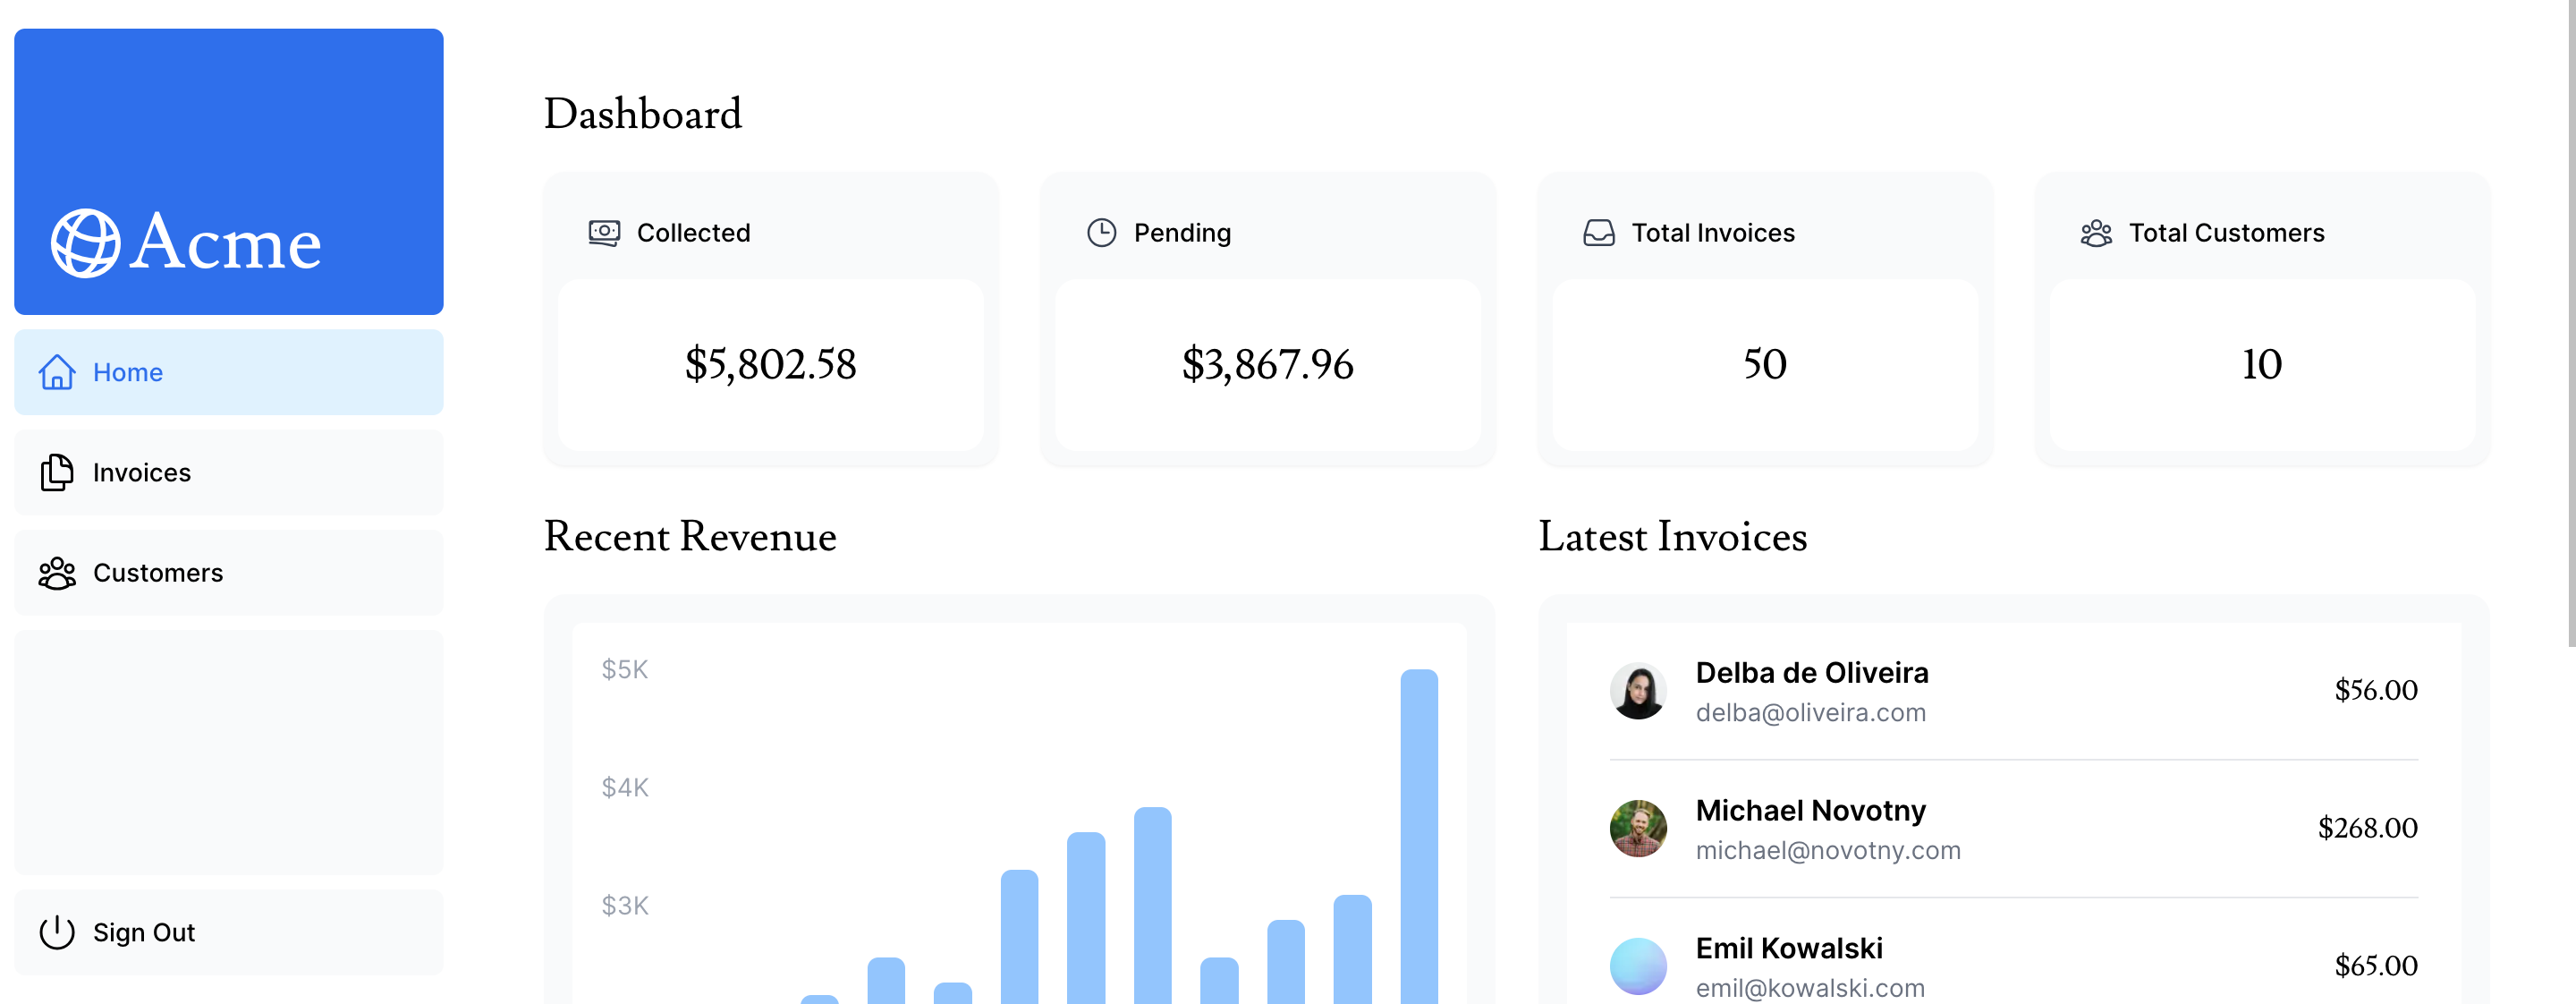 Acme
Home
Invoices
Customers
Sign Out
Dashboard
Collected
$5,802.58
Pending
$3,867.96
Total Invoices
50
Total Customers
10
Recent Revenue
$5K
$4K
$3K
Latest Invoices
Delba de Oliveira
delba@oliveira.com
$56.00
Michael Novotny
michael@novotny.com
$268.00
Emil Kowalski
emil@kowalski.com
$65.00